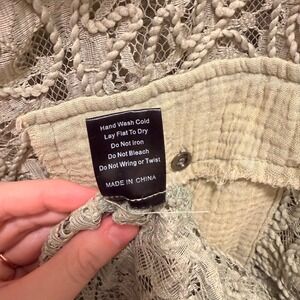 Hand Wash Cold
Lay Flat To Dry
Do Not Iron
Do Not Bleach
Do Not Wring or Twist
MADE IN CHINA